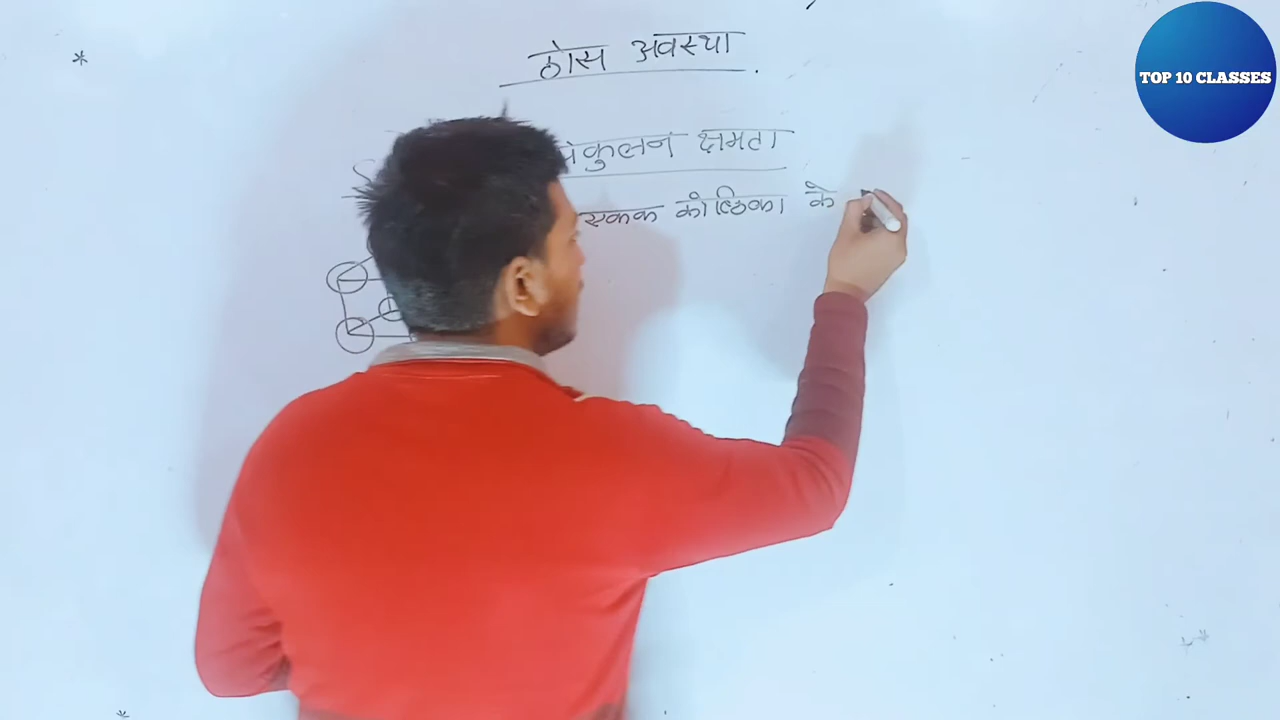 ठोस अवस्था
TOP 10 CLASSES
संकुलन क्षमता
एकक कोष्ठिका के